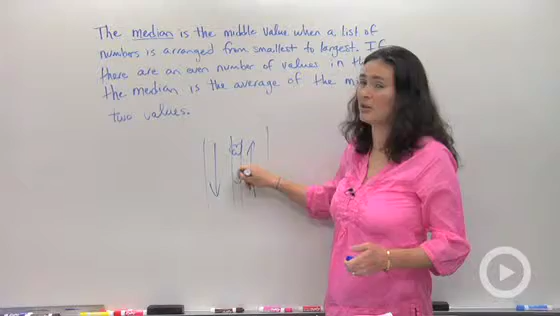 The median is the middle value when a list of
numbers is arranged from smallest to largest. If
there are an even number of values in
the median is the average of the
two values.